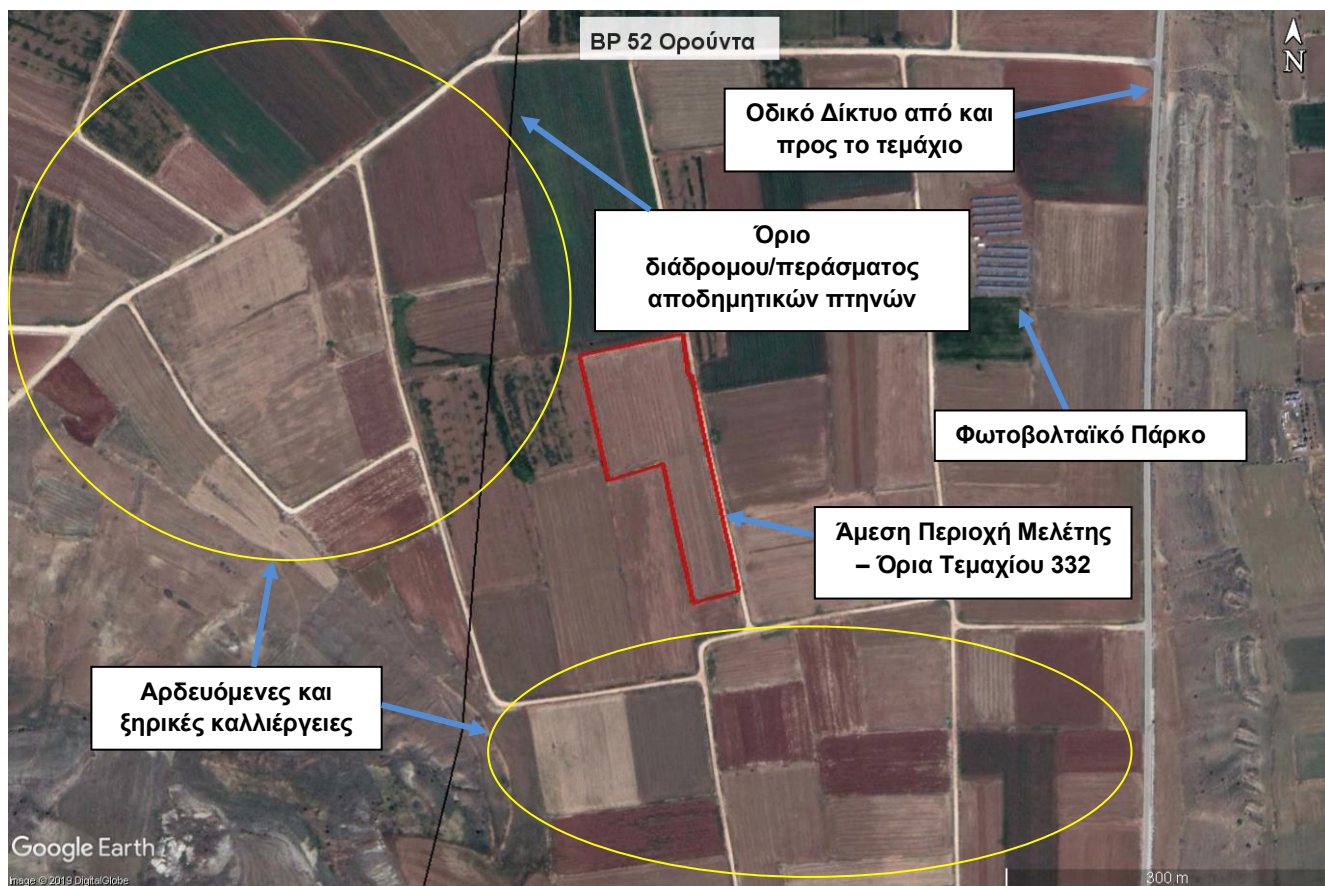 BP 52 Ορούντα
N
Οδικό Δίκτυο από και
προς το τεμάχιο
Όριο
διάδρομου/περάσματος
αποδημητικών πτηνών
Φωτοβολταϊκό Πάρκο
Άμεση Περιοχή Μελέτης
– Όρια Τεμαχίου 332
Αρδευόμενες και
ξηρικές καλλιέργειες
Google Earth
Image © 2019 DigitalGlobe
300 m